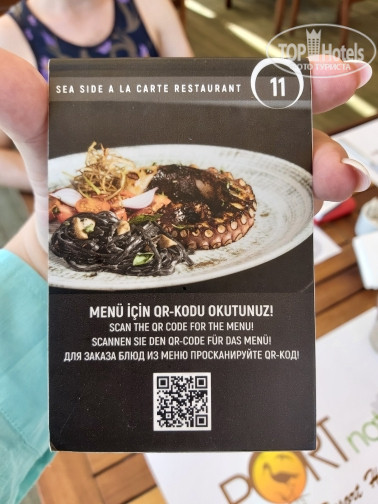 TOP Hotels
ФОТО ТУРИСТА
SEA SIDE A LA CARTE RESTAURANT
11
MENÜ İÇİN QR-KODU OKUTUNUZ!
SCAN THE QR CODE FOR THE MENU!
SCANNEN SIE DEN QR-CODE FÜR DAS MENÜ!
ДЛЯ ЗАКАЗА БЛЮД ИЗ МЕНЮ ПРОСКАНИРУЙТЕ QR-КОД!
PORT